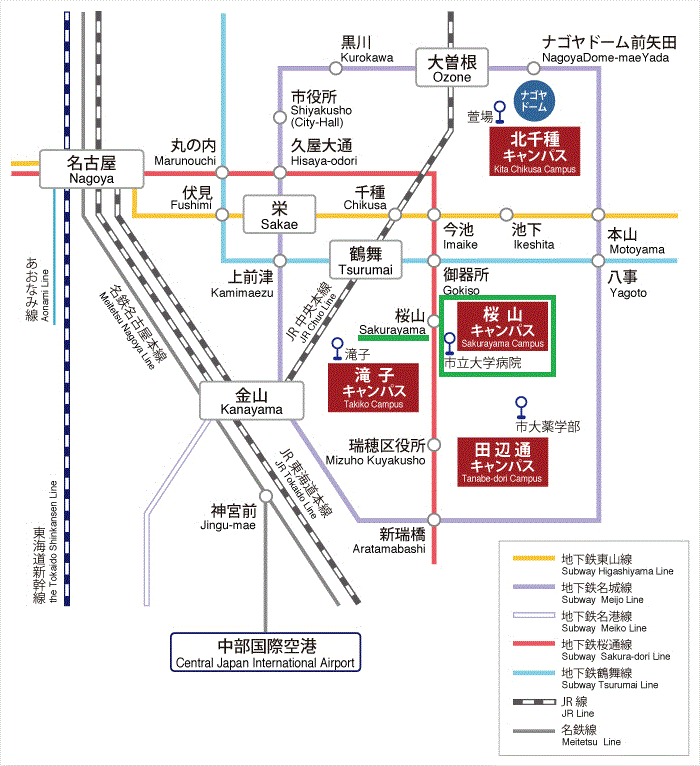 黒川
Kurokawa
大曽根
Ozone
ナゴヤドーム前矢田
NagoyaDome-maeYada
市役所
Shiyakusho
(City-Hall)
ナゴヤ
ドーム
萱場
北千種
キャンパス
Kita Chikusa Campus
丸の内
Marunouchi
久屋大通
Hisaya-odori
名古屋
Nagoya
伏見
Fushimi
栄
Sakae
千種
Chikusa
今池
Imaike
池下
Ikeshita
本山
Motoyama
鶴舞
Tsurumai
上前津
Kamimaezu
御器所
Gokiso
八事
Yagoto
あおなみ線
Aonami Line
名鉄名古屋本線
Meitetsu Nagoya Line
JR 中央本線
JR Chuo Line
桜山
Sakurayama
桜 山
キャンパス
Sakurayama Campus
市立大学病院
滝子
滝 子
キャンパス
Takiko Campus
金山
Kanayama
市大薬学部
田辺通
キャンパス
Tanabe-dori Campus
瑞穂区役所
Mizuho Kuyakusho
JR 東海道本線
JR Tokaido Line
神宮前
Jingu-mae
新瑞橋
Aratamabashi
東海道新幹線
the Tokaido Shinkansen Line
中部国際空港
Central Japan International Airport
地下鉄東山線
Subway Higashiyama Line
地下鉄名城線
Subway Meijo Line
地下鉄名港線
Subway Meiko Line
地下鉄桜通線
Subway Sakura-dori Line
地下鉄鶴舞線
Subway Tsurumai Line
JR 線
JR Line
名鉄線
Meitetsu Line